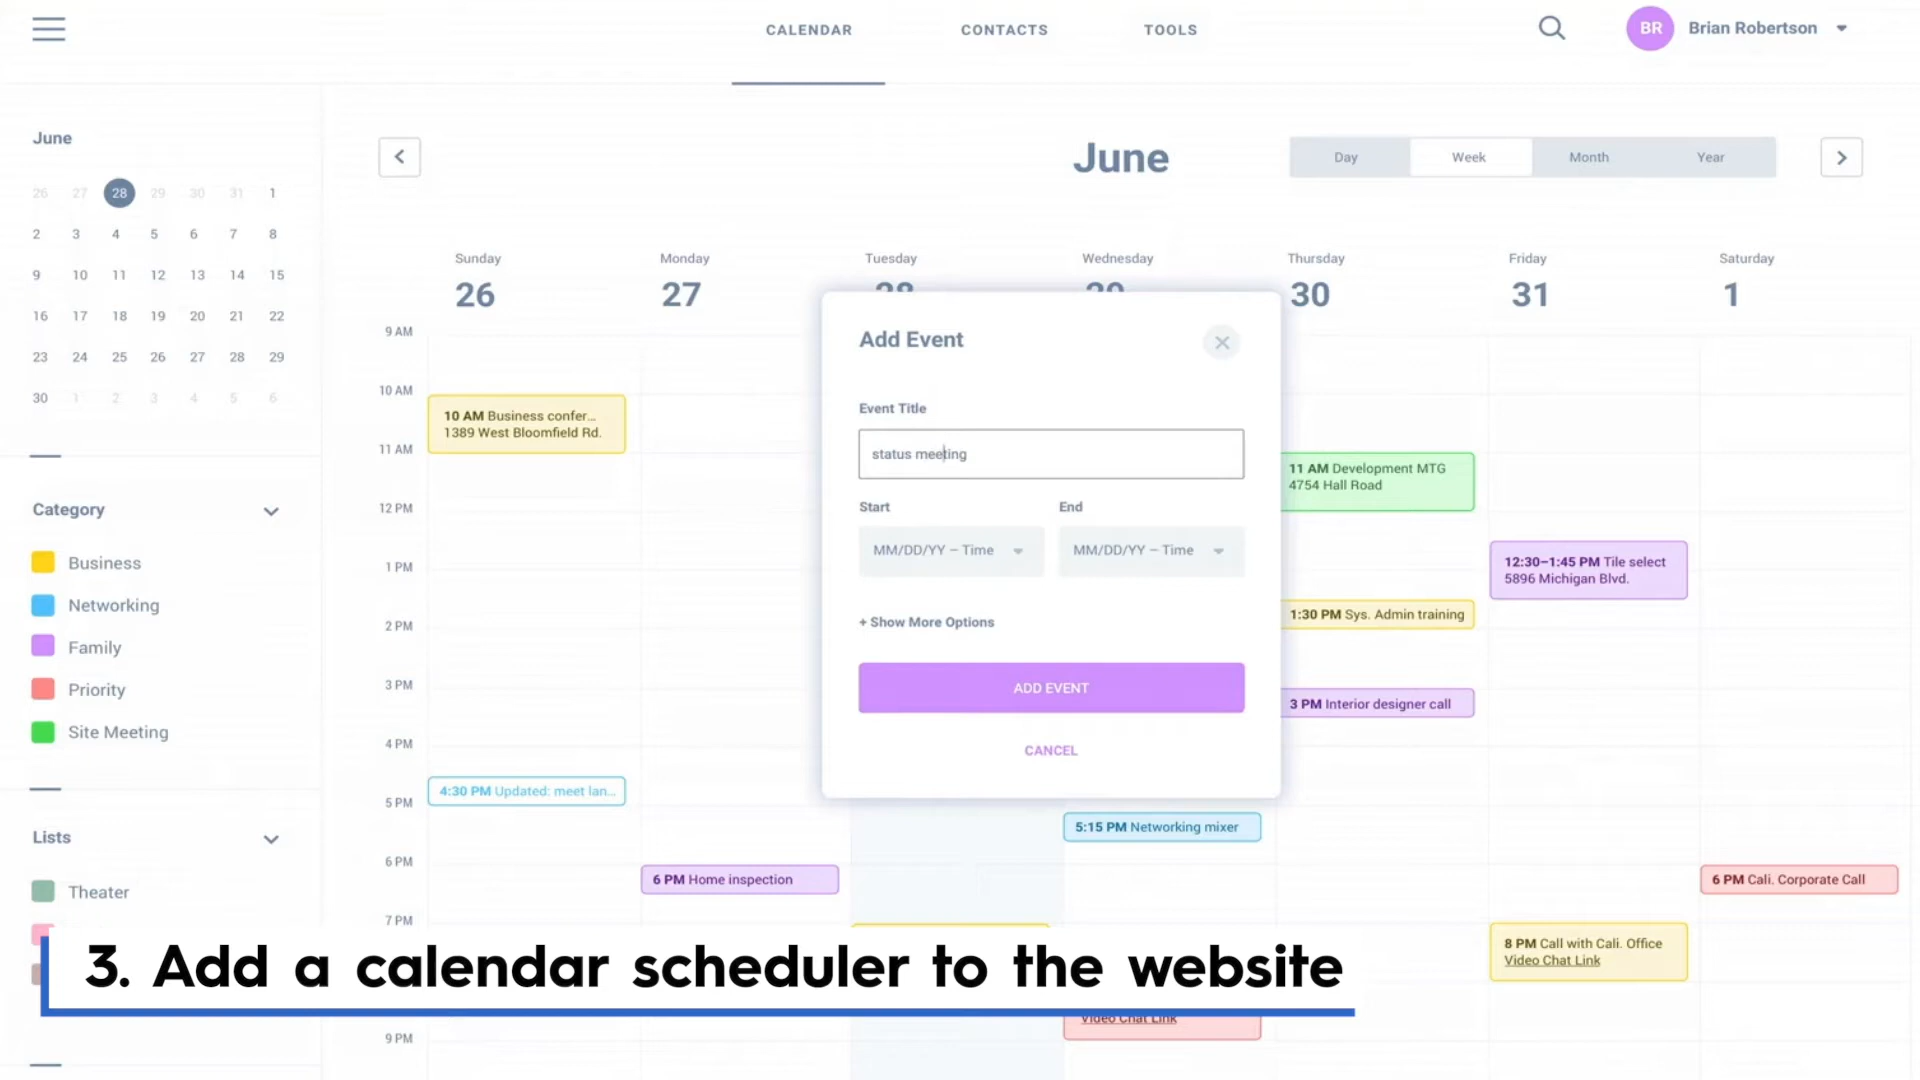 CALENDAR
CONTACTS
TOOLS
BR
Brian Robertson
June
26 27 28 29 30 31 1
2 3 4 5 6 7 8
9 10 11 12 13 14 15
16 17 18 19 20 21 22
23 24 25 26 27 28 29
30 1 2 3 4 5 6
Category
Business
Networking
Family
Priority
Site Meeting
Lists
Theater
June
Day
Week
Month
Year
Sunday
26
Monday
27
Tuesday
28
Wednesday
29
Thursday
30
Friday
31
Saturday
1
9 AM
10 AM
11 AM
12 PM
1 PM
2 PM
3 PM
4 PM
5 PM
6 PM
7 PM
9 PM
10 AM Business confer...
1389 West Bloomfield Rd.
4:30 PM Updated: meet lan...
6 PM Home inspection
Add Event
Event Title
status meeting
Start
End
MM/DD/YY – Time
MM/DD/YY – Time
+ Show More Options
ADD EVENT
CANCEL
5:15 PM Networking mixer
Video Chat Link
11 AM Development MTG
4754 Hall Road
1:30 PM Sys. Admin training
3 PM Interior designer call
12:30–1:45 PM Tile select
5896 Michigan Blvd.
8 PM Call with Cali. Office
Video Chat Link
6 PM Cali. Corporate Call
3. Add a calendar scheduler to the website